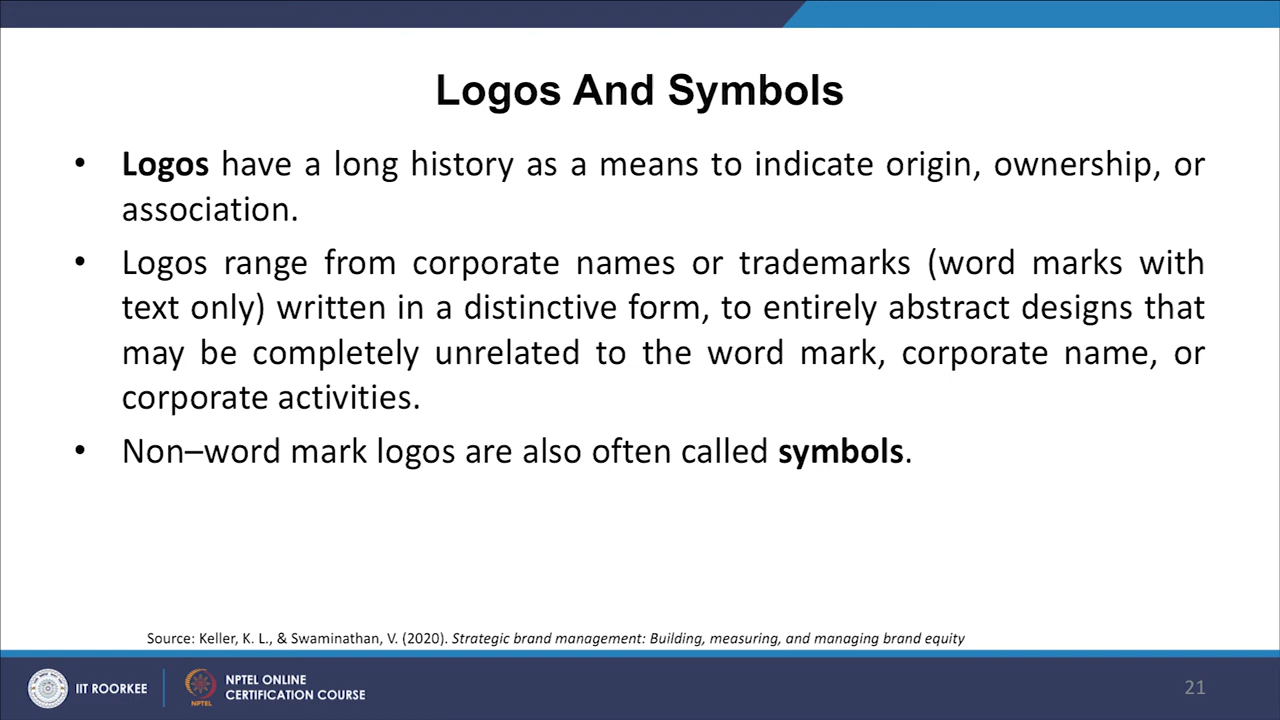 Logos And Symbols
• Logos have a long history as a means to indicate origin, ownership, or
association.
• Logos range from corporate names or trademarks (word marks with
text only) written in a distinctive form, to entirely abstract designs that
may be completely unrelated to the word mark, corporate name, or
corporate activities.
• Non–word mark logos are also often called symbols.
Source: Keller, K. L., & Swaminathan, V. (2020). Strategic brand management: Building, measuring, and managing brand equity
IIT ROORKEE
NPTEL
NPTEL ONLINE
CERTIFICATION COURSE
21